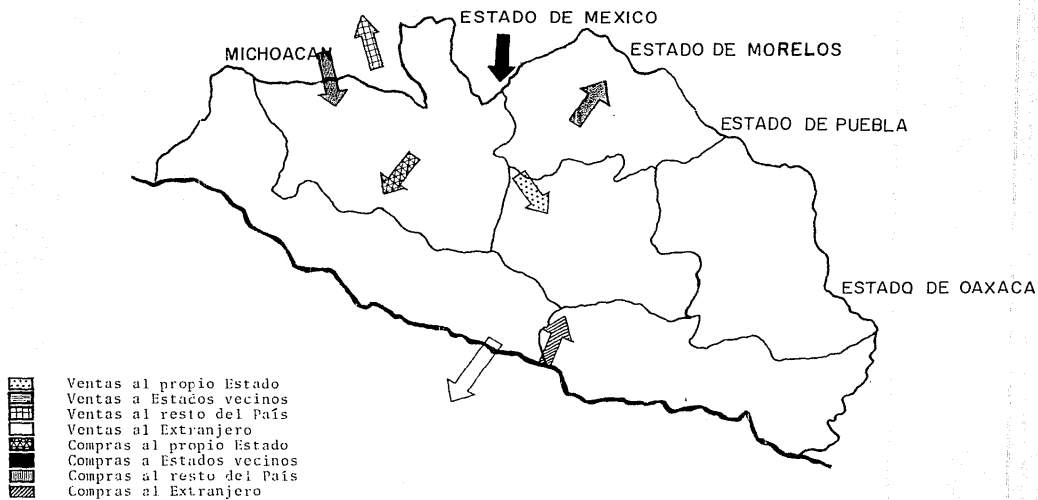 ESTADO DE MEXICO
MICHOACAN
ESTADO DE MORELOS
ESTADO DE PUEBLA
ESTADO DE OAXACA
Ventas al propio Estado
Ventas a Estados vecinos
Ventas al resto del País
Ventas al Extranjero
Compras al propio Estado
Compras a Estados vecinos
Compras al resto del País
Compras al Extranjero